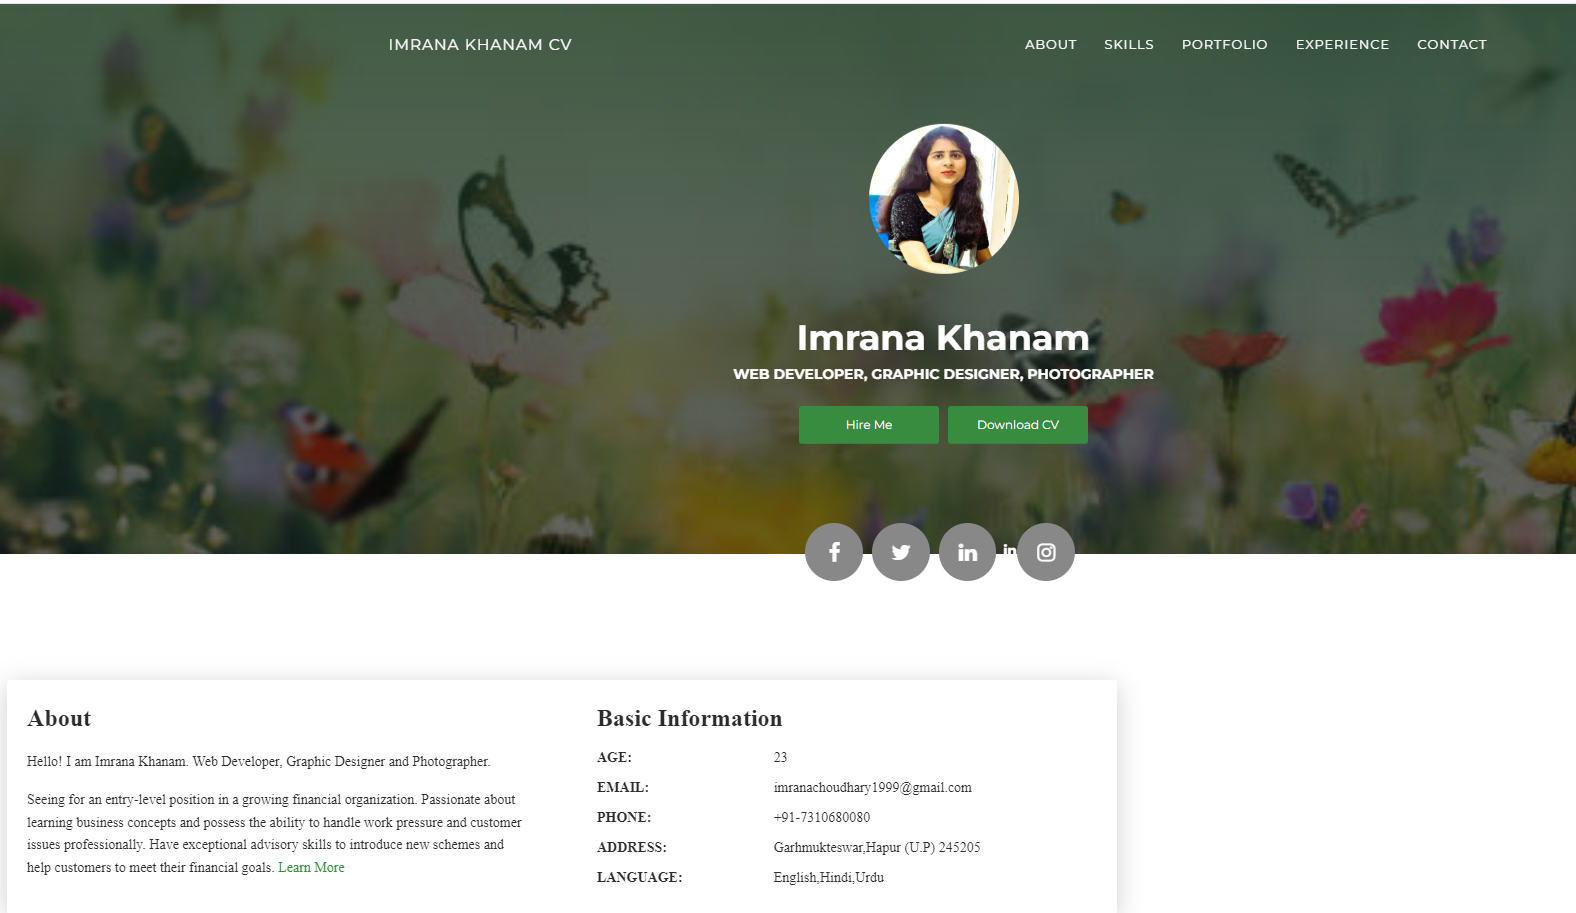 IMRANA KHANAM CV
ABOUT SKILLS PORTFOLIO EXPERIENCE CONTACT
Imrana Khanam
WEB DEVELOPER, GRAPHIC DESIGNER, PHOTOGRAPHER
Hire Me
Download CV
About
Hello! I am Imrana Khanam. Web Developer, Graphic Designer and Photographer.
Seeing for an entry-level position in a growing financial organization. Passionate about
learning business concepts and possess the ability to handle work pressure and customer
issues professionally. Have exceptional advisory skills to introduce new schemes and
help customers to meet their financial goals. Learn More
Basic Information
AGE: 23
EMAIL: imranachoudhary1999@gmail.com
PHONE: +91-7310680080
ADDRESS: Garhmukteswar,Hapur (U.P) 245205
LANGUAGE: English,Hindi,Urdu